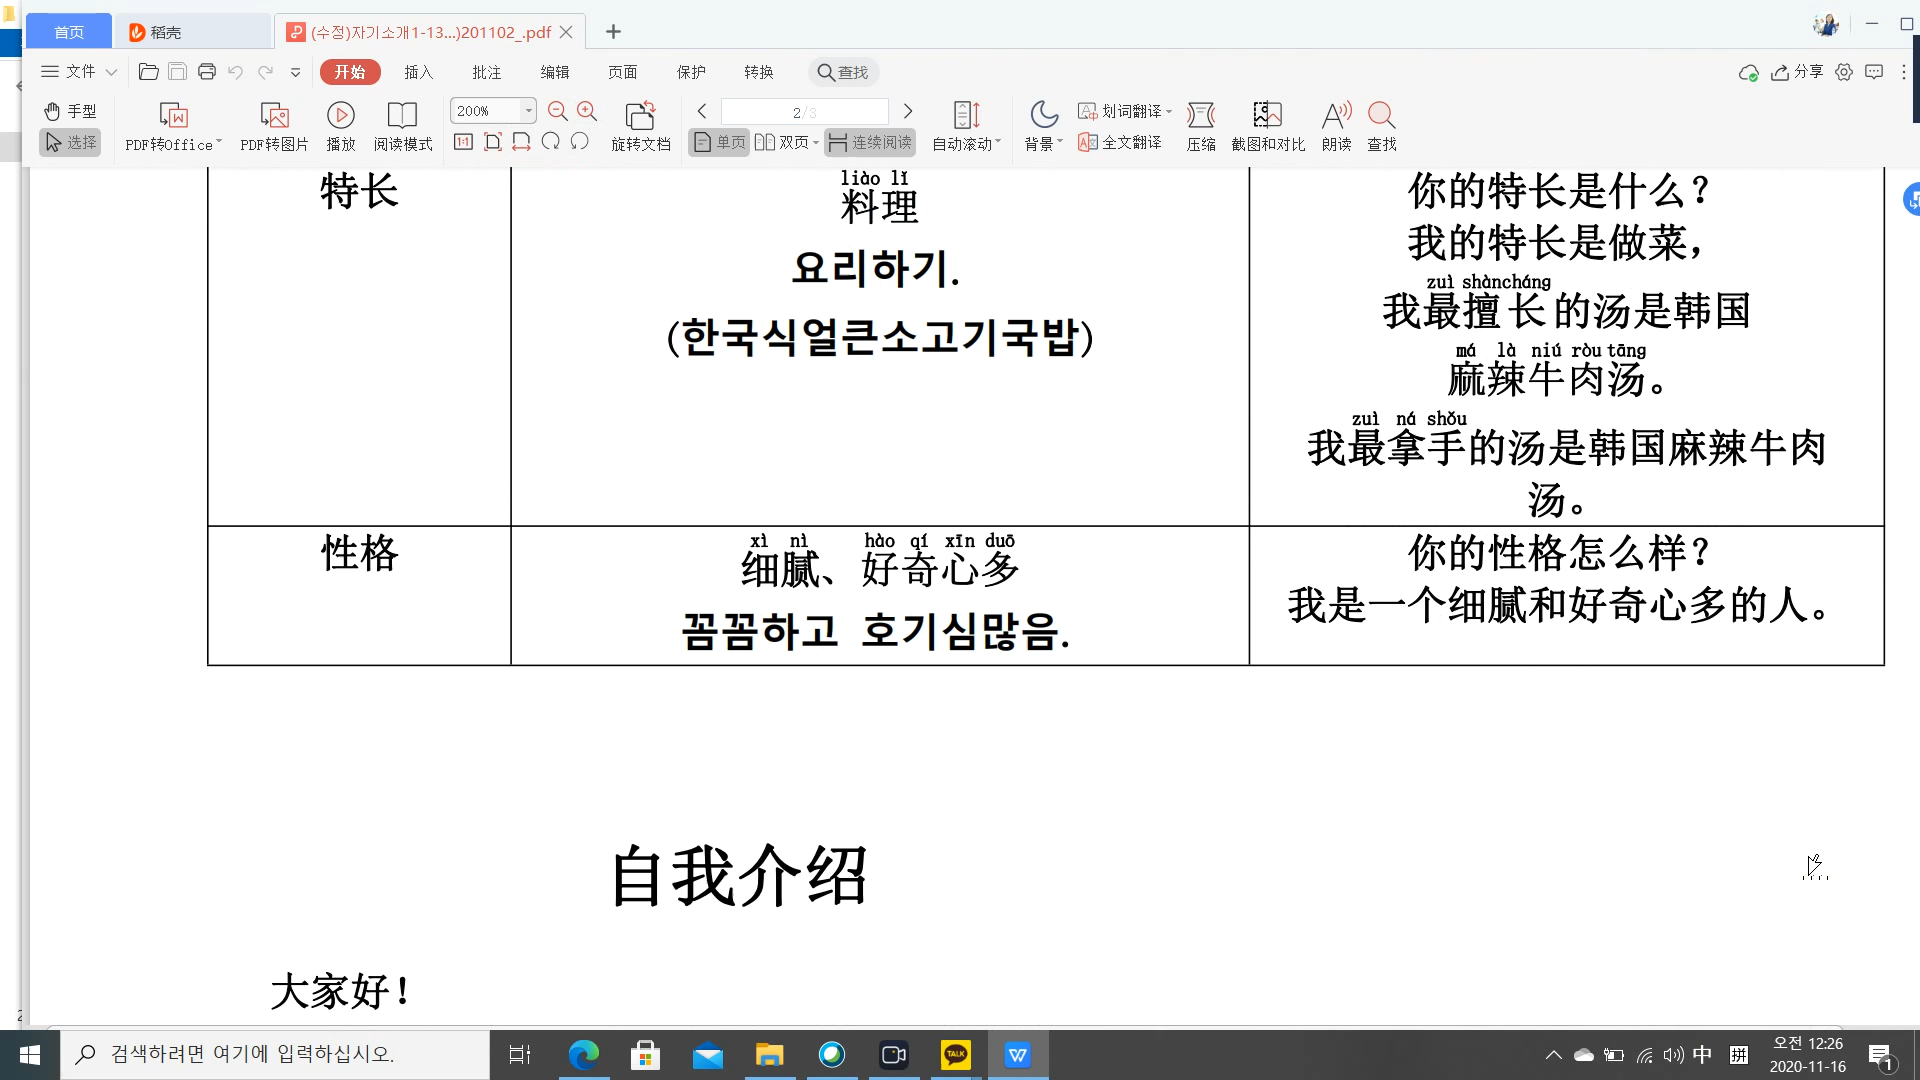 首页
稻壳
(수정)자기소개1-13...)201102_.pdf
文件
开始
插入
批注
编辑
页面
保护
转换
查找
分享
手型
选择
PDF转Office
PDF转图片
播放
阅读模式
200%
1:1
旋转文档
2/3
单页
双页
连续阅读
自动滚动
背景
划词翻译
全文翻译
压缩
截图和对比
朗读
查找
特长
liào lǐ
料理
요리하기.
(한국식얼큰소고기국밥)
你的特长是什么?
我的特长是做菜，
zuì shàncháng
我最擅长的汤是韩国
má là niú ròu tāng
麻辣牛肉汤。
zuì ná shǒu
我最拿手的汤是韩国麻辣牛肉
汤。
性格
xì nì hào qí xīn duō
细腻、好奇心多
꼼꼼하고 호기심많음.
你的性格怎么样?
我是一个细腻和好奇心多的人。
自我介绍
大家好!
검색하려면 여기에 입력하십시오.
TALK
中
拼
오전 12:26
2020-11-16
1